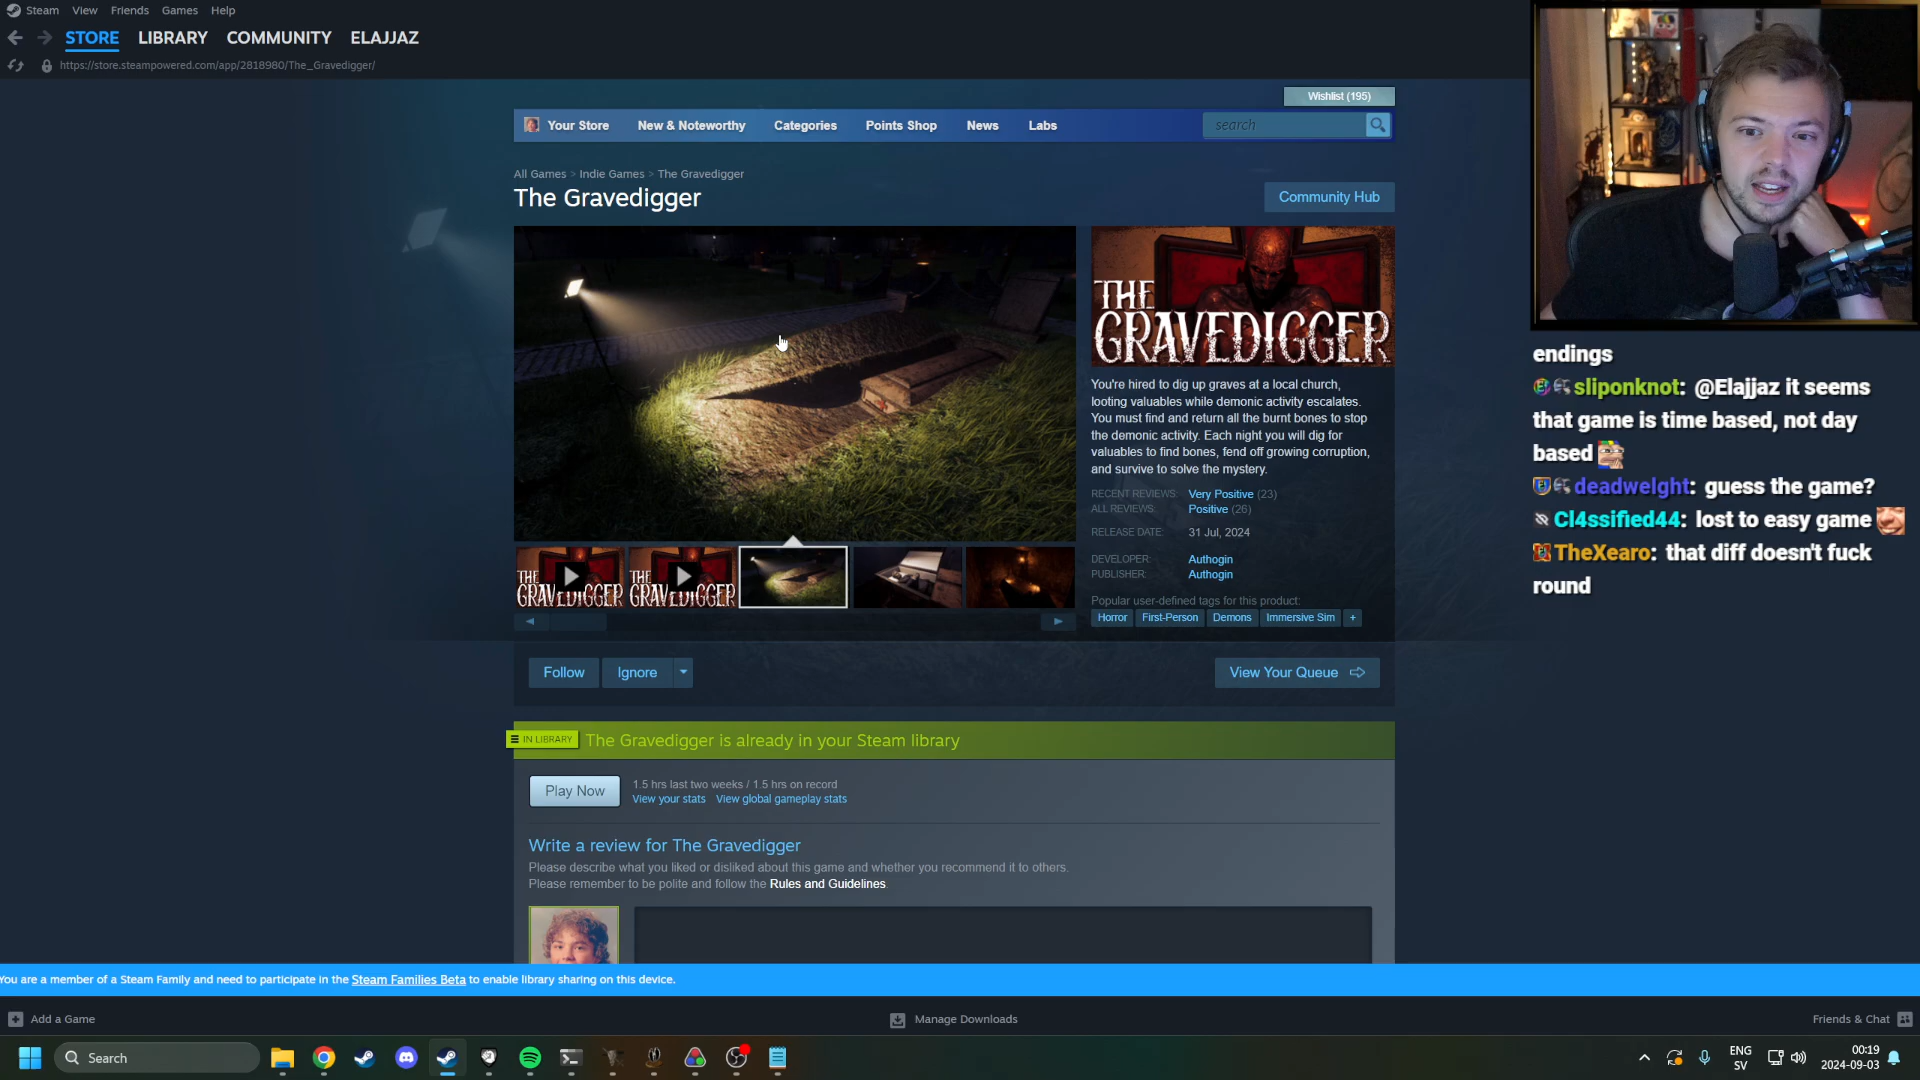 Steam View Friends Games Help
STORE LIBRARY COMMUNITY ELAJJAZ
https://store.steampowered.com/app/2818980/The_Gravedigger/
Wishlist (195)
Your Store New & Noteworthy Categories Points Shop News Labs search
All Games > Indie Games > The Gravedigger
The Gravedigger
Community Hub
THE
GRAVEDIGGER
You're hired to dig up graves at a local church,
looting valuables while demonic activity escalates.
You must find and return all the burnt bones to stop
the demonic activity. Each night you will dig for
valuables to find bones, fend off growing corruption,
and survive to solve the mystery.
RECENT REVIEWS: Very Positive (23)
ALL REVIEWS: Positive (26)
RELEASE DATE: 31 Jul, 2024
DEVELOPER: Authogin
PUBLISHER: Authogin
Popular user-defined tags for this product:
Horror First-Person Demons Immersive Sim +
THE
GRAVEDIGGER
THE
GRAVEDIGGER
Follow Ignore View Your Queue
IN LIBRARY The Gravedigger is already in your Steam library
Play Now
1.5 hrs last two weeks / 1.5 hrs on record
View your stats View global gameplay stats
Write a review for The Gravedigger
Please describe what you liked or disliked about this game and whether you recommend it to others.
Please remember to be polite and follow the Rules and Guidelines.
You are a member of a Steam Family and need to participate in the Steam Families Beta to enable library sharing on this device.
Add a Game Manage Downloads Friends & Chat
Search
ENG
SV
00:19
2024-09-03
endings
sliponknot: @Elajjaz it seems
that game is time based, not day
based
deadwelght: guess the game?
Cl4ssified44: lost to easy game
TheXearo: that diff doesn't fuck
round